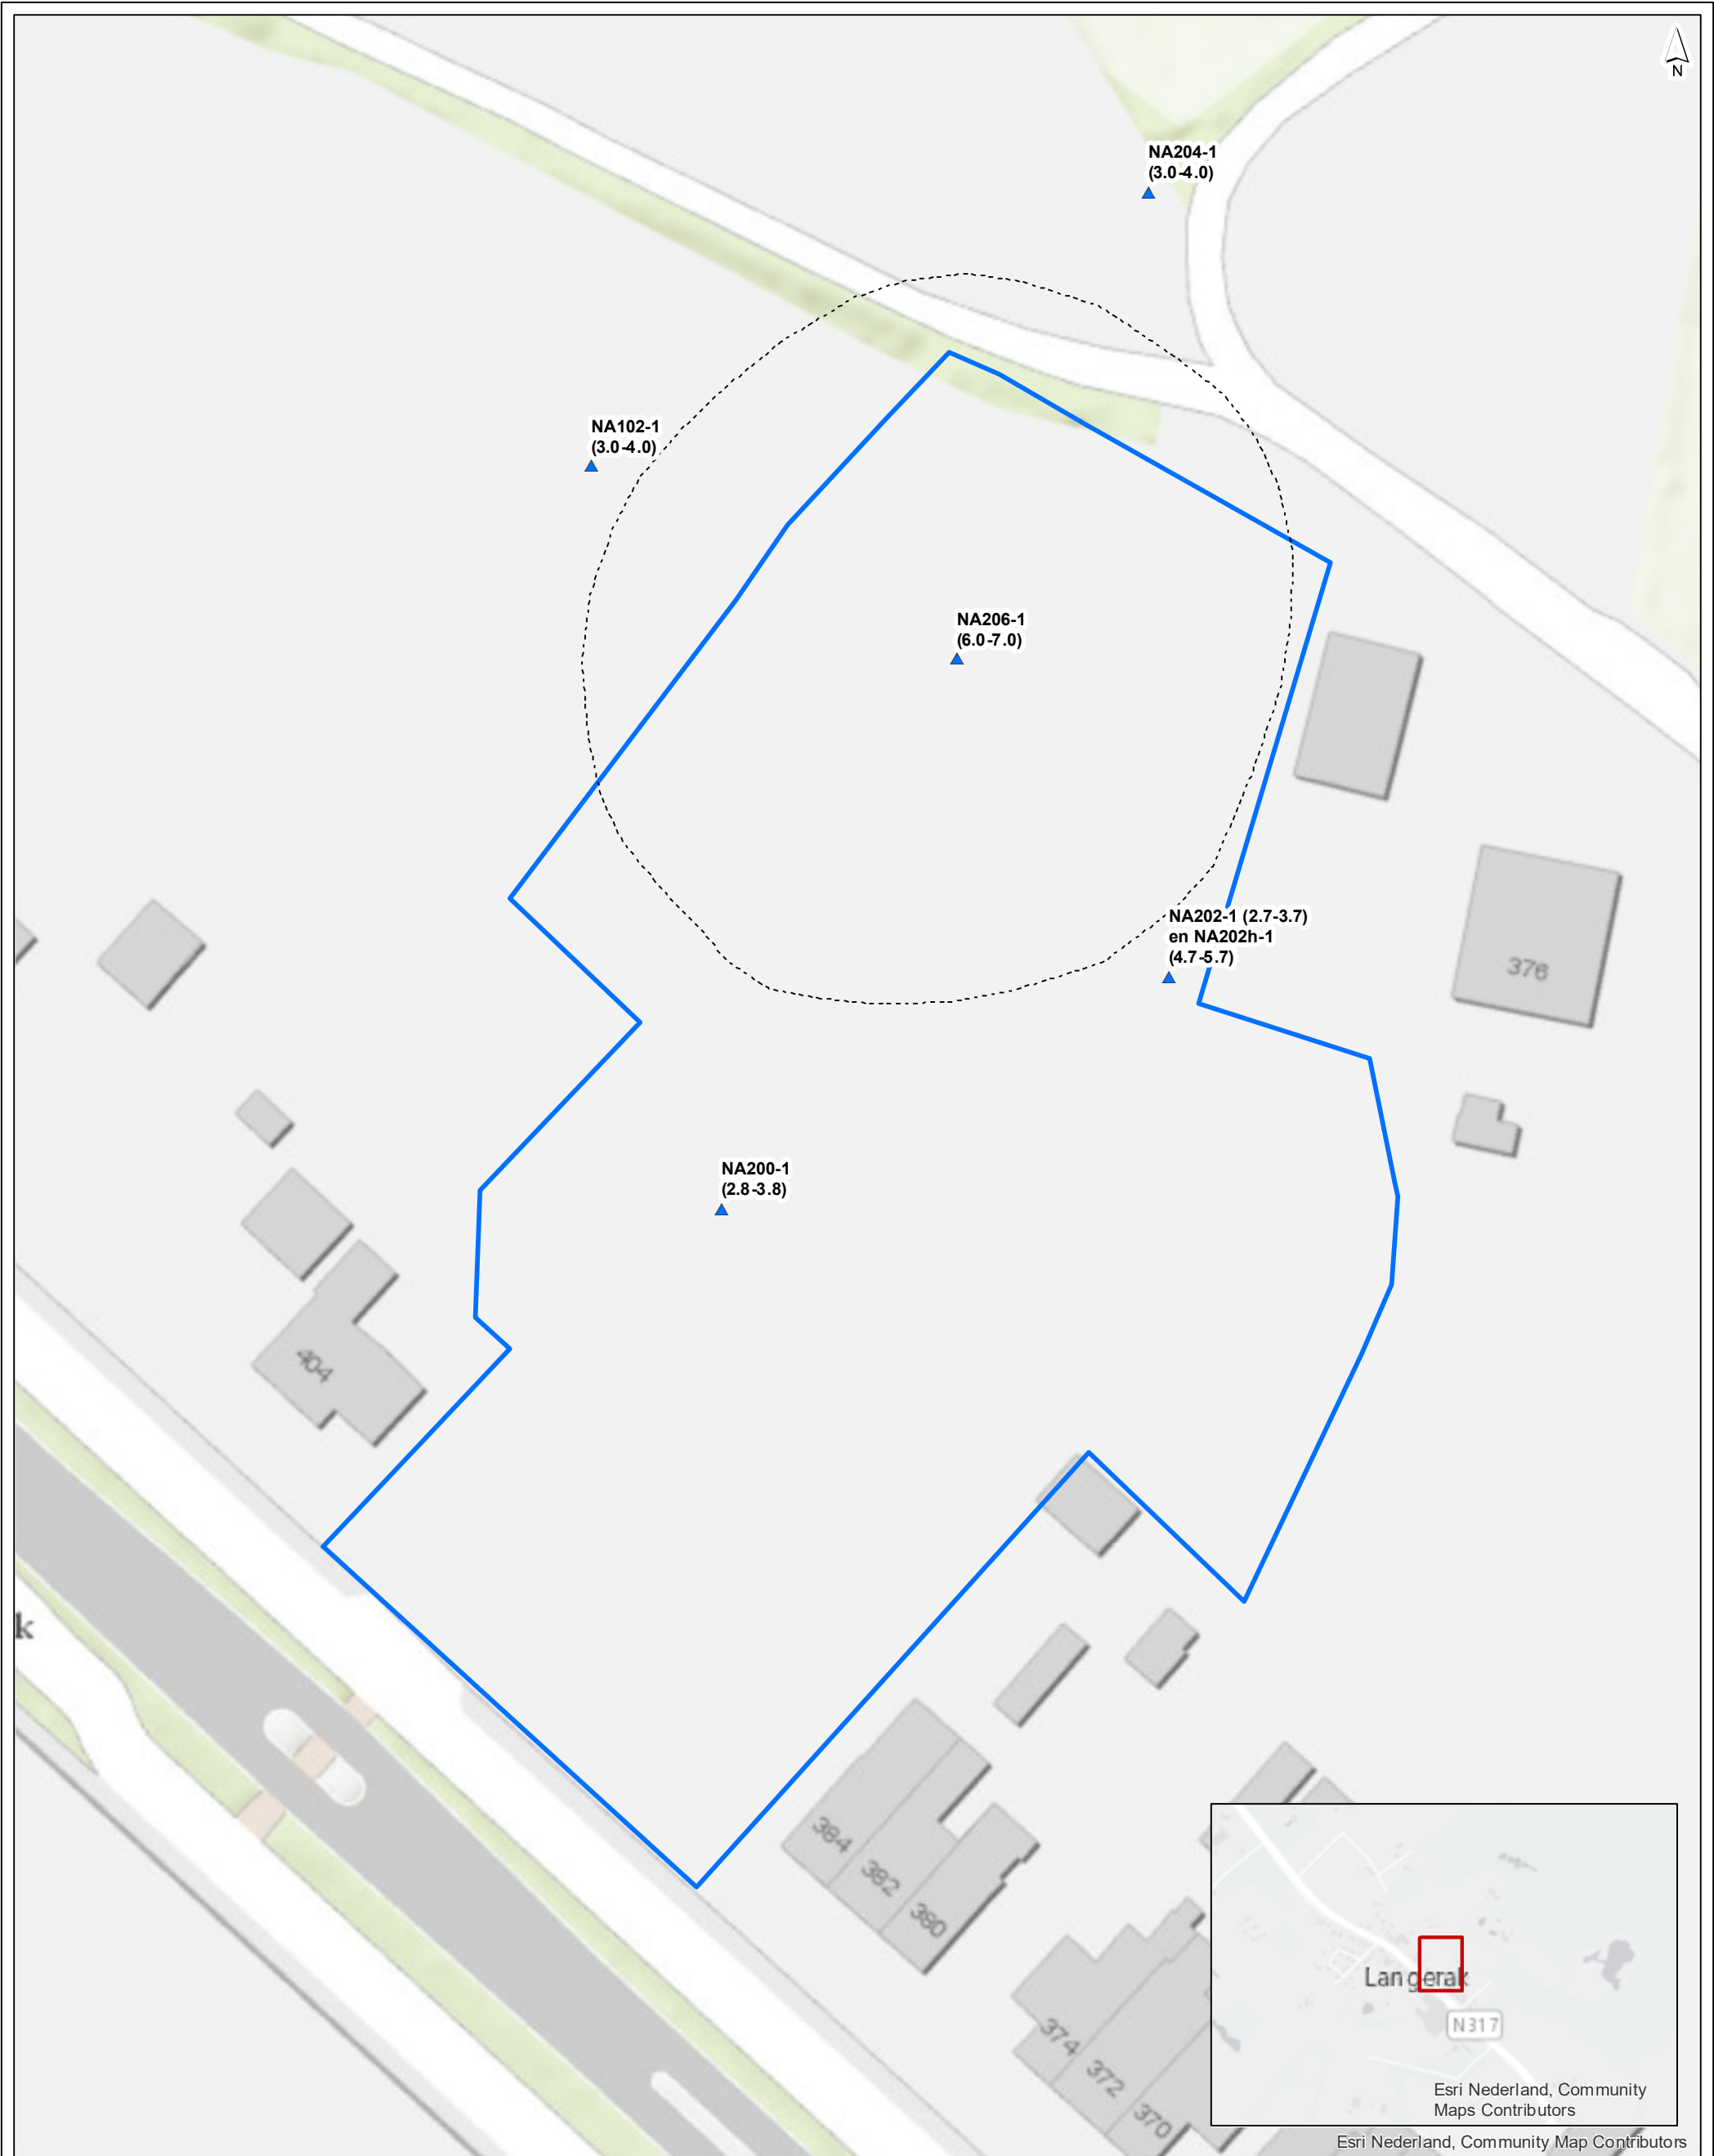 N
NA204-1
(3.0-4.0)
NA102-1
(3.0-4.0)
NA206-1
(6.0-7.0)
NA202-1 (2.7-3.7)
en NA202h-1
(4.7-5.7)
376
NA200-1
(2.8-3.8)
404
k
384
382
380
374
372
370
Langerak
N317
Esri Nederland, Community
Maps Contributors
Esri Nederland, Community Map Contributors